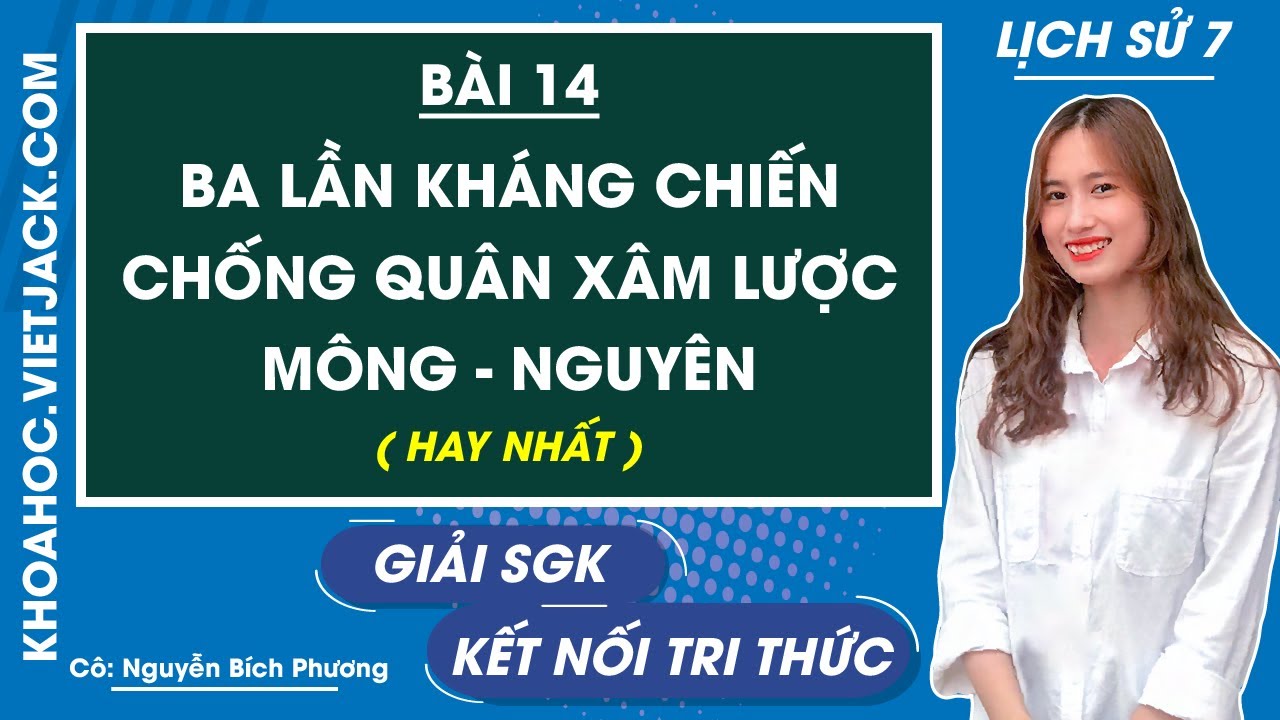 LỊCH SỬ 7
KHOAHOC.VIETJACK.COM
BÀI 14
BA LẦN KHÁNG CHIẾN
CHỐNG QUÂN XÂM LƯỢC
MÔNG - NGUYÊN
( HAY NHẤT )
GIẢI SGK
KẾT NỐI TRI THỨC
Cô: Nguyễn Bích Phương